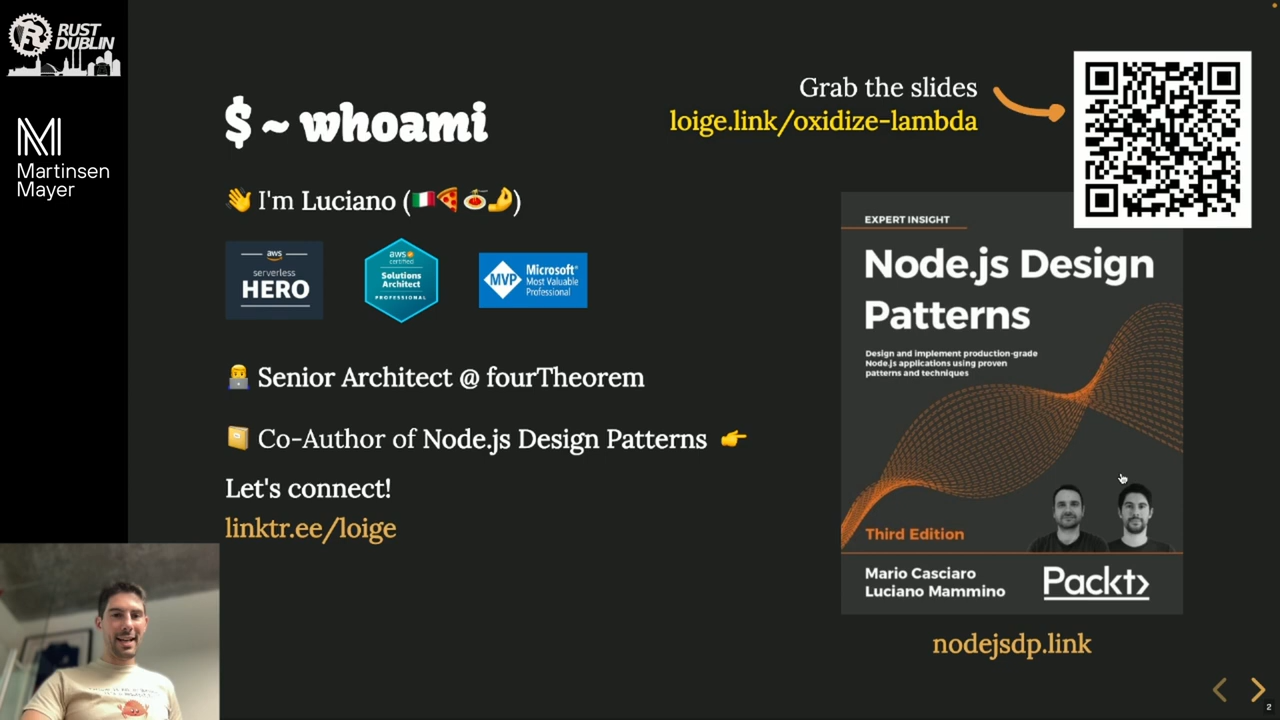 RUST
DUBLIN
Martinsen
Mayer
$ ~ whoami
Grab the slides
loige.link/oxidize-lambda
👋 I'm Luciano (🇮🇹🍕🍝🤌)
aws
serverless
HERO
aws
certified
Solutions
Architect
PROFESSIONAL
MVP
Microsoft®
Most Valuable
Professional
👨‍💻 Senior Architect @ fourTheorem
📔 Co-Author of Node.js Design Patterns 👉
Let's connect!
linktr.ee/loige
EXPERT INSIGHT
Node.js Design
Patterns
Design and implement production-grade
Node.js applications using proven
patterns and techniques
Third Edition
Mario Casciaro
Luciano Mammino
Packt>
nodejsdp.link
2